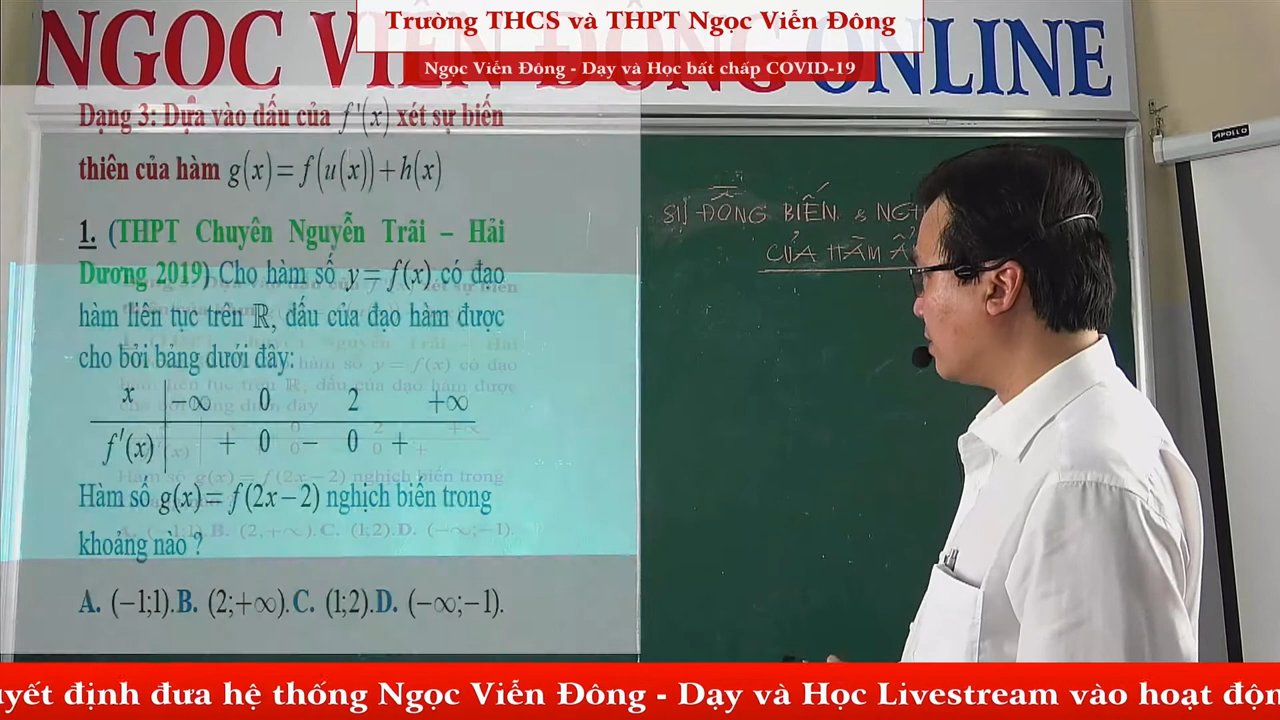 Trường THCS và THPT Ngọc Viễn Đông
NGỌC VIỄN ĐÔNG ONLINE
Ngọc Viễn Đông - Dạy và Học bất chấp COVID-19
APOLLO
Dạng 3: Dựa vào dấu của f'(x) xét sự biến
thiên của hàm g(x) = f(u(x)) + h(x)
1. (THPT Chuyên Nguyễn Trãi – Hải
Dương 2019) Cho hàm số y = f(x) có đạo
hàm liên tục trên ℝ, dấu của đạo hàm được
cho bởi bảng dưới đây:
x −∞ 0 2 +∞
f'(x) + 0 − 0 +
Hàm số g(x) = f(2x−2) nghịch biến trong
khoảng nào ?
A. (−1;1). B. (2;+∞). C. (1;2). D. (−∞;−1).
SỰ ĐỒNG BIẾN & NGH
CỦA HÀM Ẩ
yết định đưa hệ thống Ngọc Viễn Đông - Dạy và Học Livestream vào hoạt độn